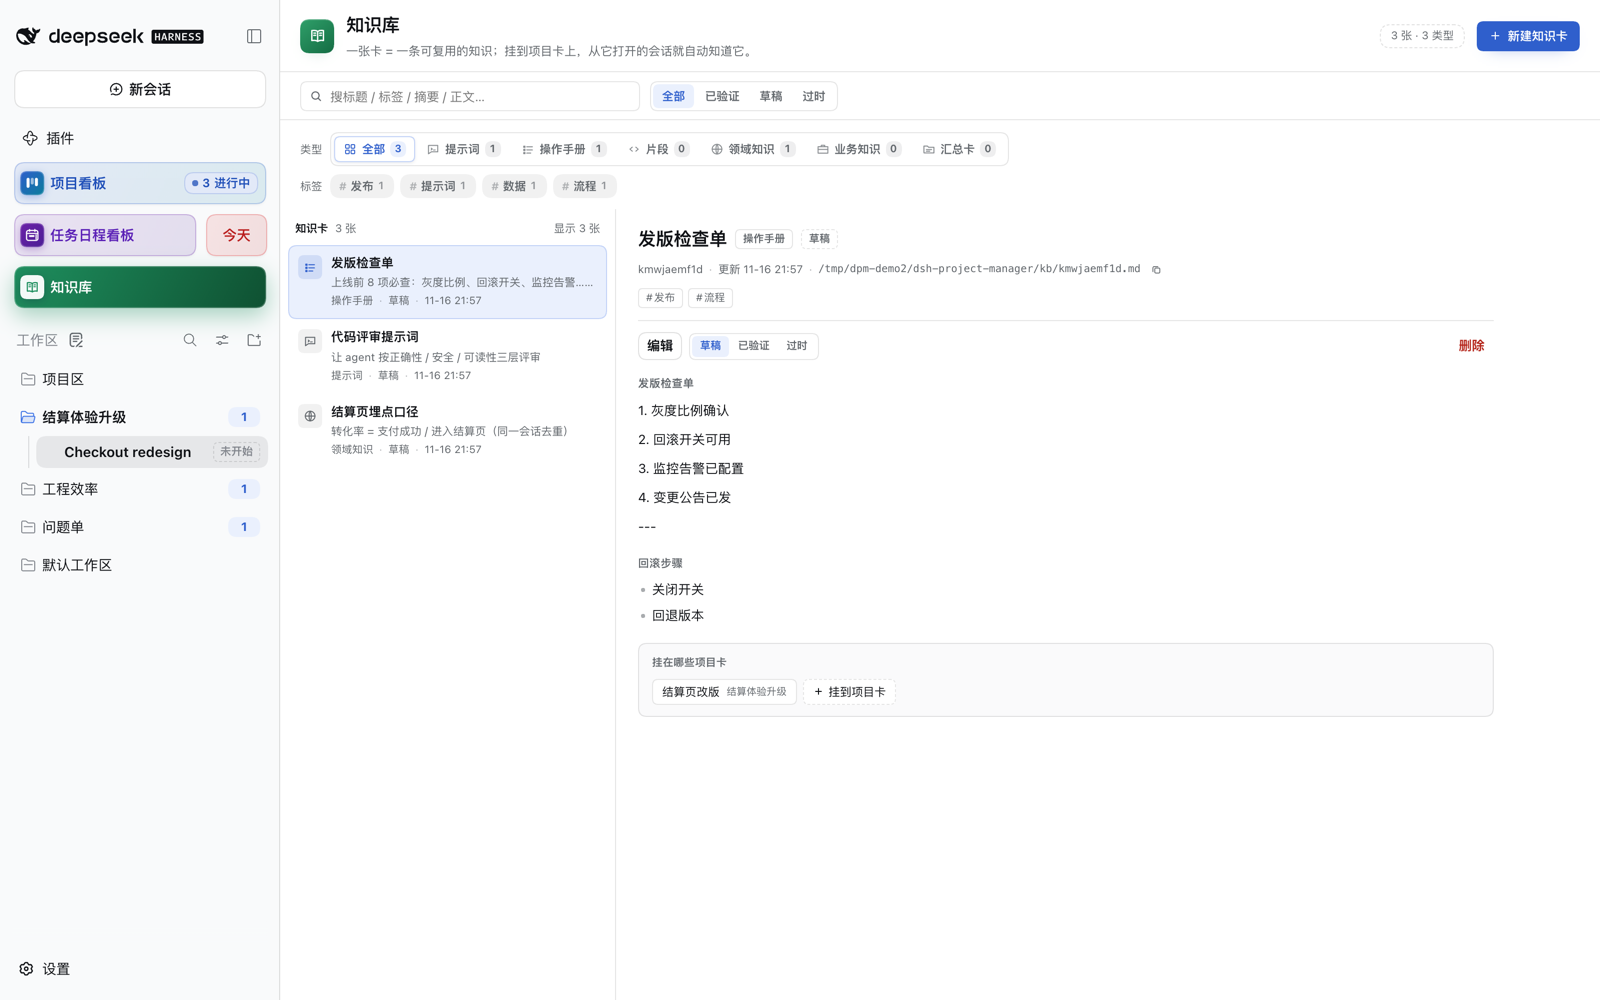 deepseek HARNESS
新会话
插件
项目看板 3 进行中
任务日程看板 今天
知识库
工作区
项目区
结算体验升级 1
Checkout redesign 未开始
工程效率 1
问题单 1
默认工作区
设置
知识库
一张卡 = 一条可复用的知识；挂到项目卡上，从它打开的会话就自动知道它。
3 张 · 3 类型
+ 新建知识卡
搜标题 / 标签 / 摘要 / 正文...
全部 已验证 草稿 过时
类型 全部 3 提示词 1 操作手册 1 片段 0 领域知识 1 业务知识 0 汇总卡 0
标签 # 发布 1 # 提示词 1 # 数据 1 # 流程 1
知识卡 3 张 显示 3 张
发版检查单
上线前 8 项必查：灰度比例、回滚开关、监控告警……
操作手册 · 草稿 · 11-16 21:57
代码评审提示词
让 agent 按正确性 / 安全 / 可读性三层评审
提示词 · 草稿 · 11-16 21:57
结算页埋点口径
转化率 = 支付成功 / 进入结算页（同一会话去重）
领域知识 · 草稿 · 11-16 21:57
发版检查单 操作手册 草稿
kmwjaemf1d · 更新 11-16 21:57 · /tmp/dpm-demo2/dsh-project-manager/kb/kmwjaemf1d.md
#发布 #流程
编辑 草稿 已验证 过时 删除
发版检查单
1. 灰度比例确认
2. 回滚开关可用
3. 监控告警已配置
4. 变更公告已发
---
回滚步骤
• 关闭开关
• 回退版本
挂在哪些项目卡
结算页改版 结算体验升级 + 挂到项目卡